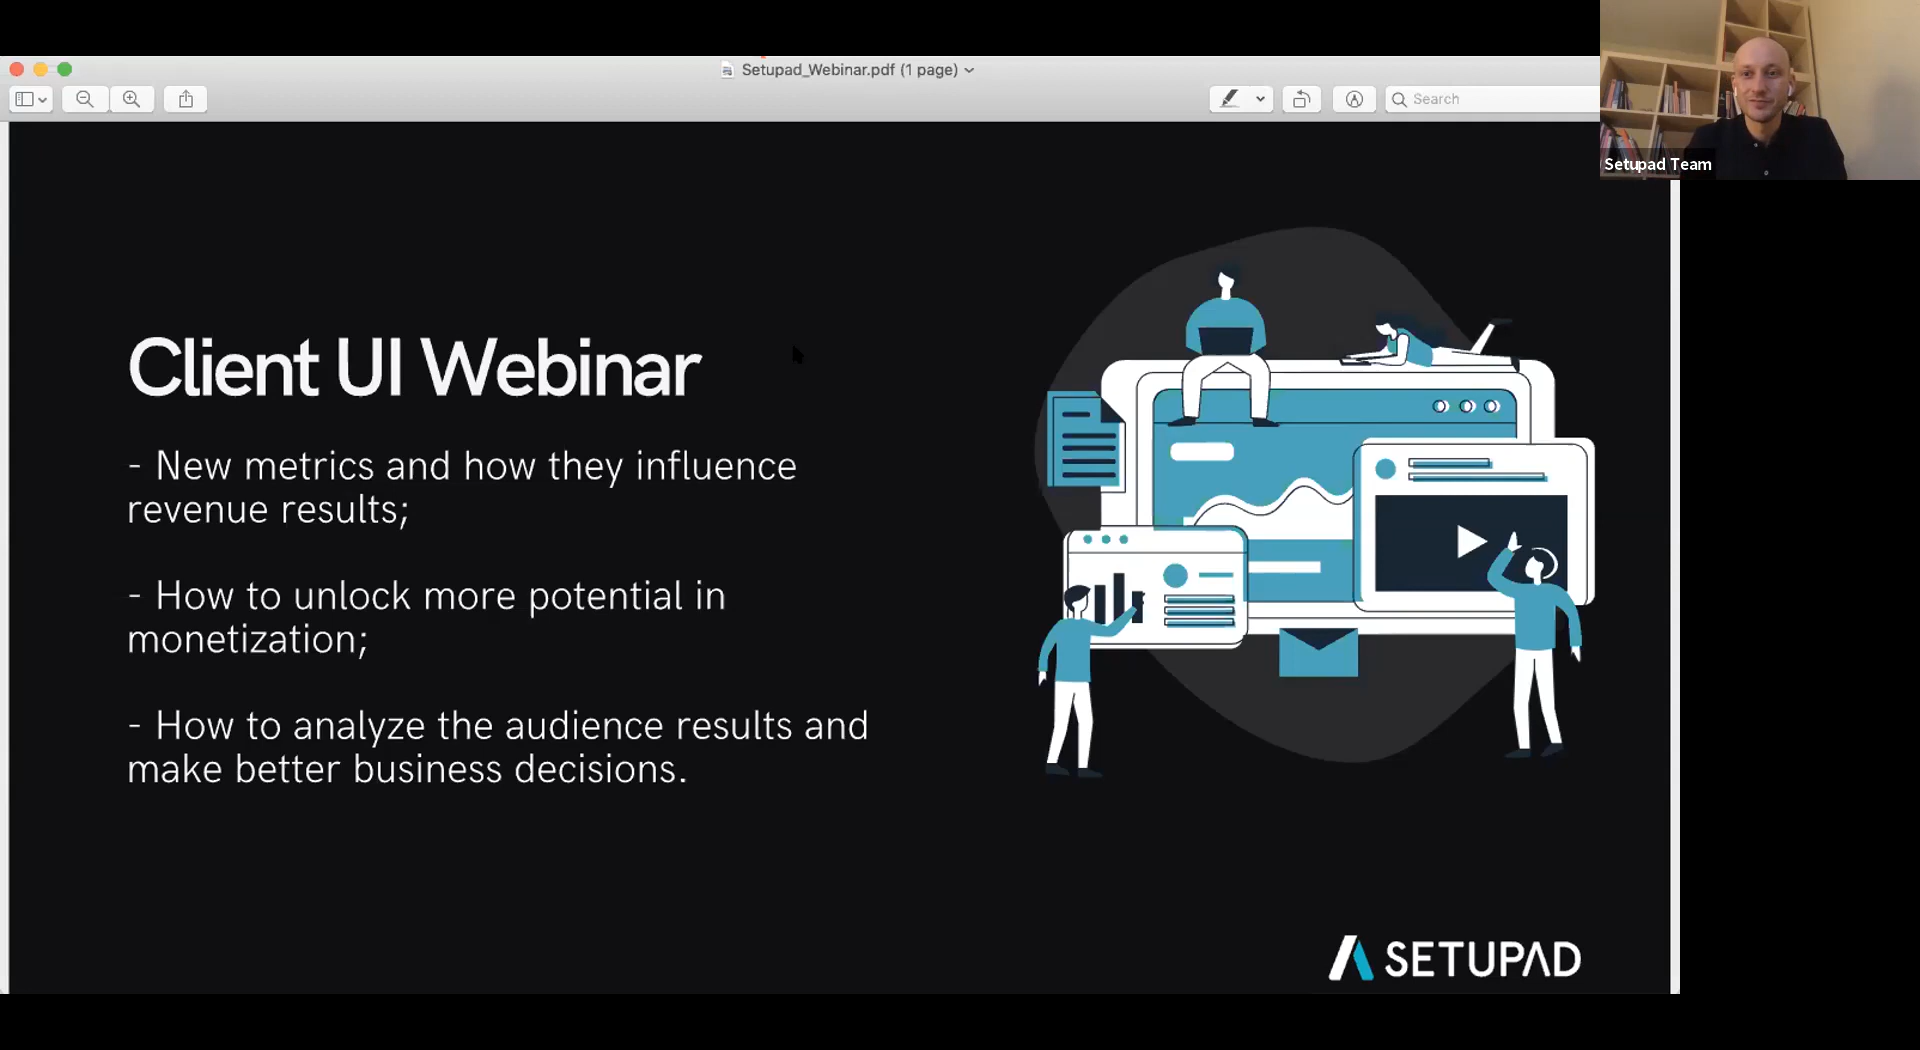 Setupad_Webinar.pdf (1 page)
Search
Setupad Team
Client UI Webinar
- New metrics and how they influence
revenue results;
- How to unlock more potential in
monetization;
- How to analyze the audience results and
make better business decisions.
SETUPAD